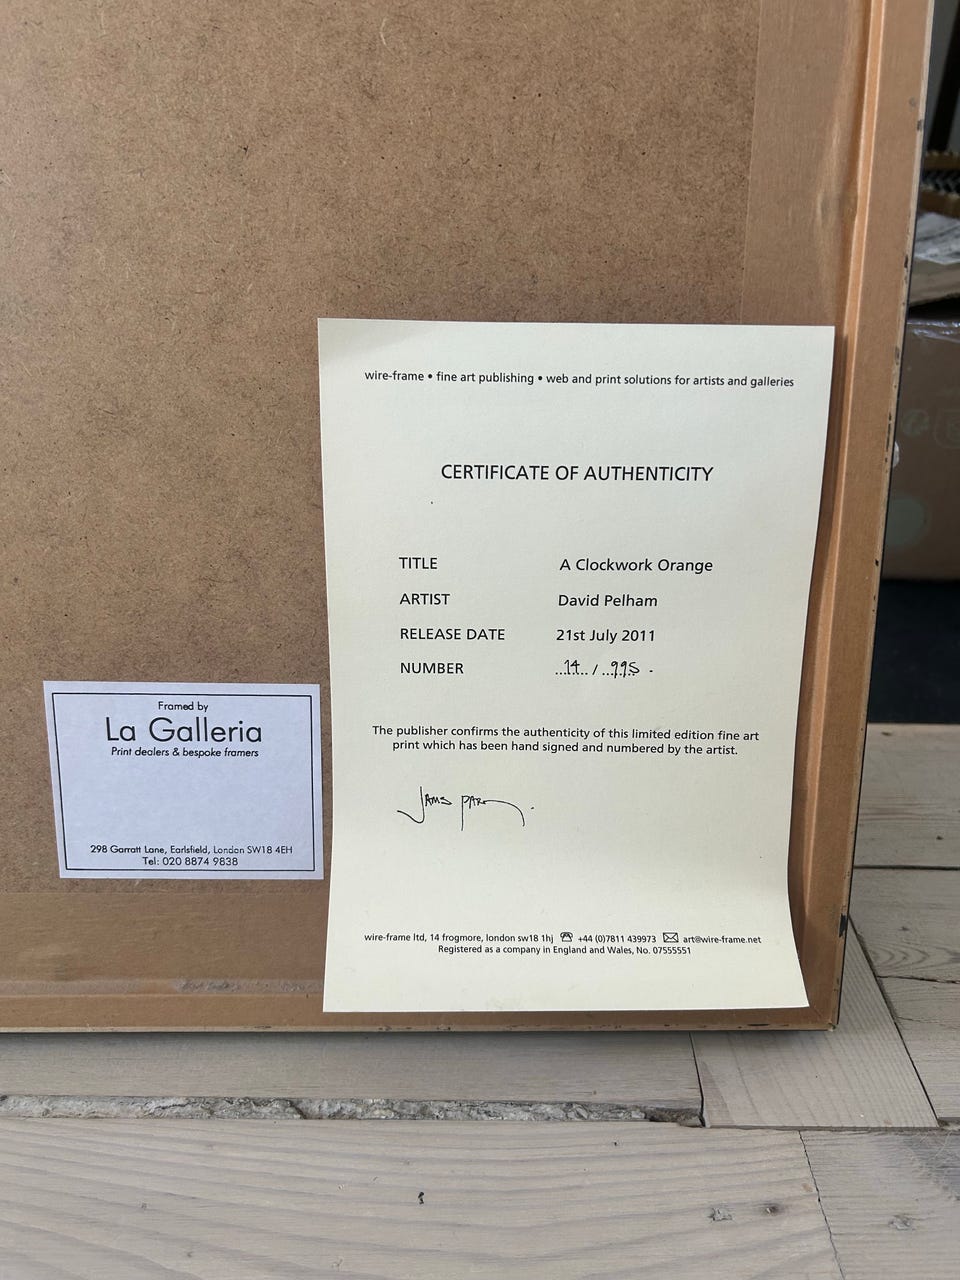 wire-frame • fine art publishing • web and print solutions for artists and galleries
CERTIFICATE OF AUTHENTICITY
TITLE A Clockwork Orange
ARTIST David Pelham
RELEASE DATE 21st July 2011
NUMBER ...14.. / ...995 .
The publisher confirms the authenticity of this limited edition fine art
print which has been hand signed and numbered by the artist.
wire-frame ltd, 14 frogmore, london sw18 1hj ☎ +44 (0)7811 439973 ✉ art@wire-frame.net
Registered as a company in England and Wales, No. 07555551
Framed by
La Galleria
Print dealers & bespoke framers
298 Garratt Lane, Earlsfield, London SW18 4EH
Tel: 020 8874 9838